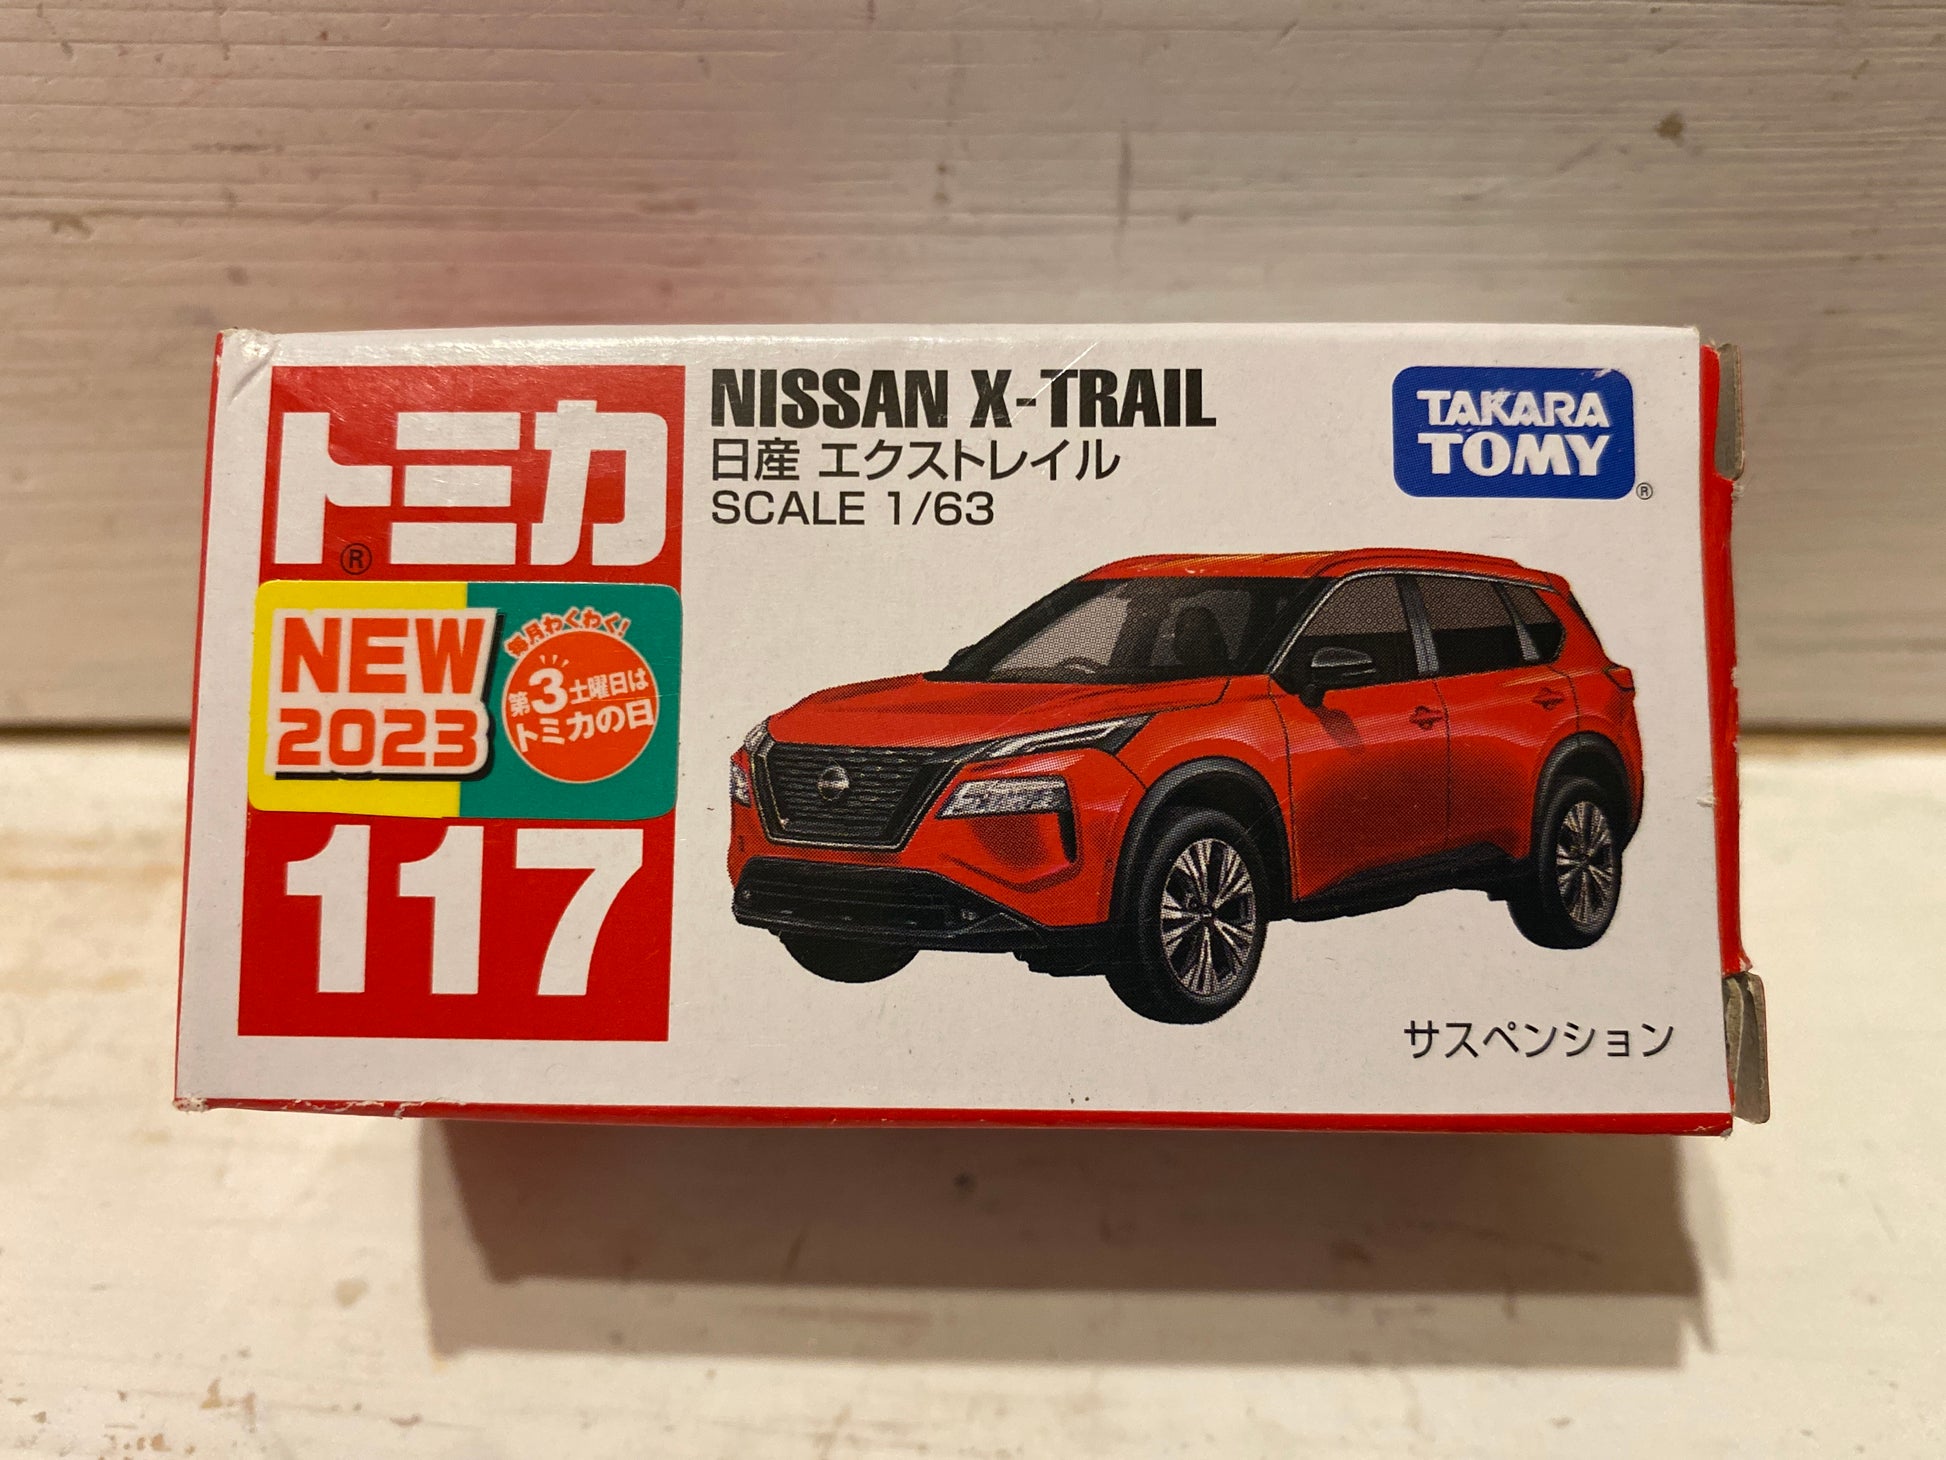 トミカ
®
NEW
2023
毎月わくわく!
第3土曜日は
トミカの日
117
NISSAN X-TRAIL
日産 エクストレイル
SCALE 1/63
TAKARA
TOMY
®
サスペンション